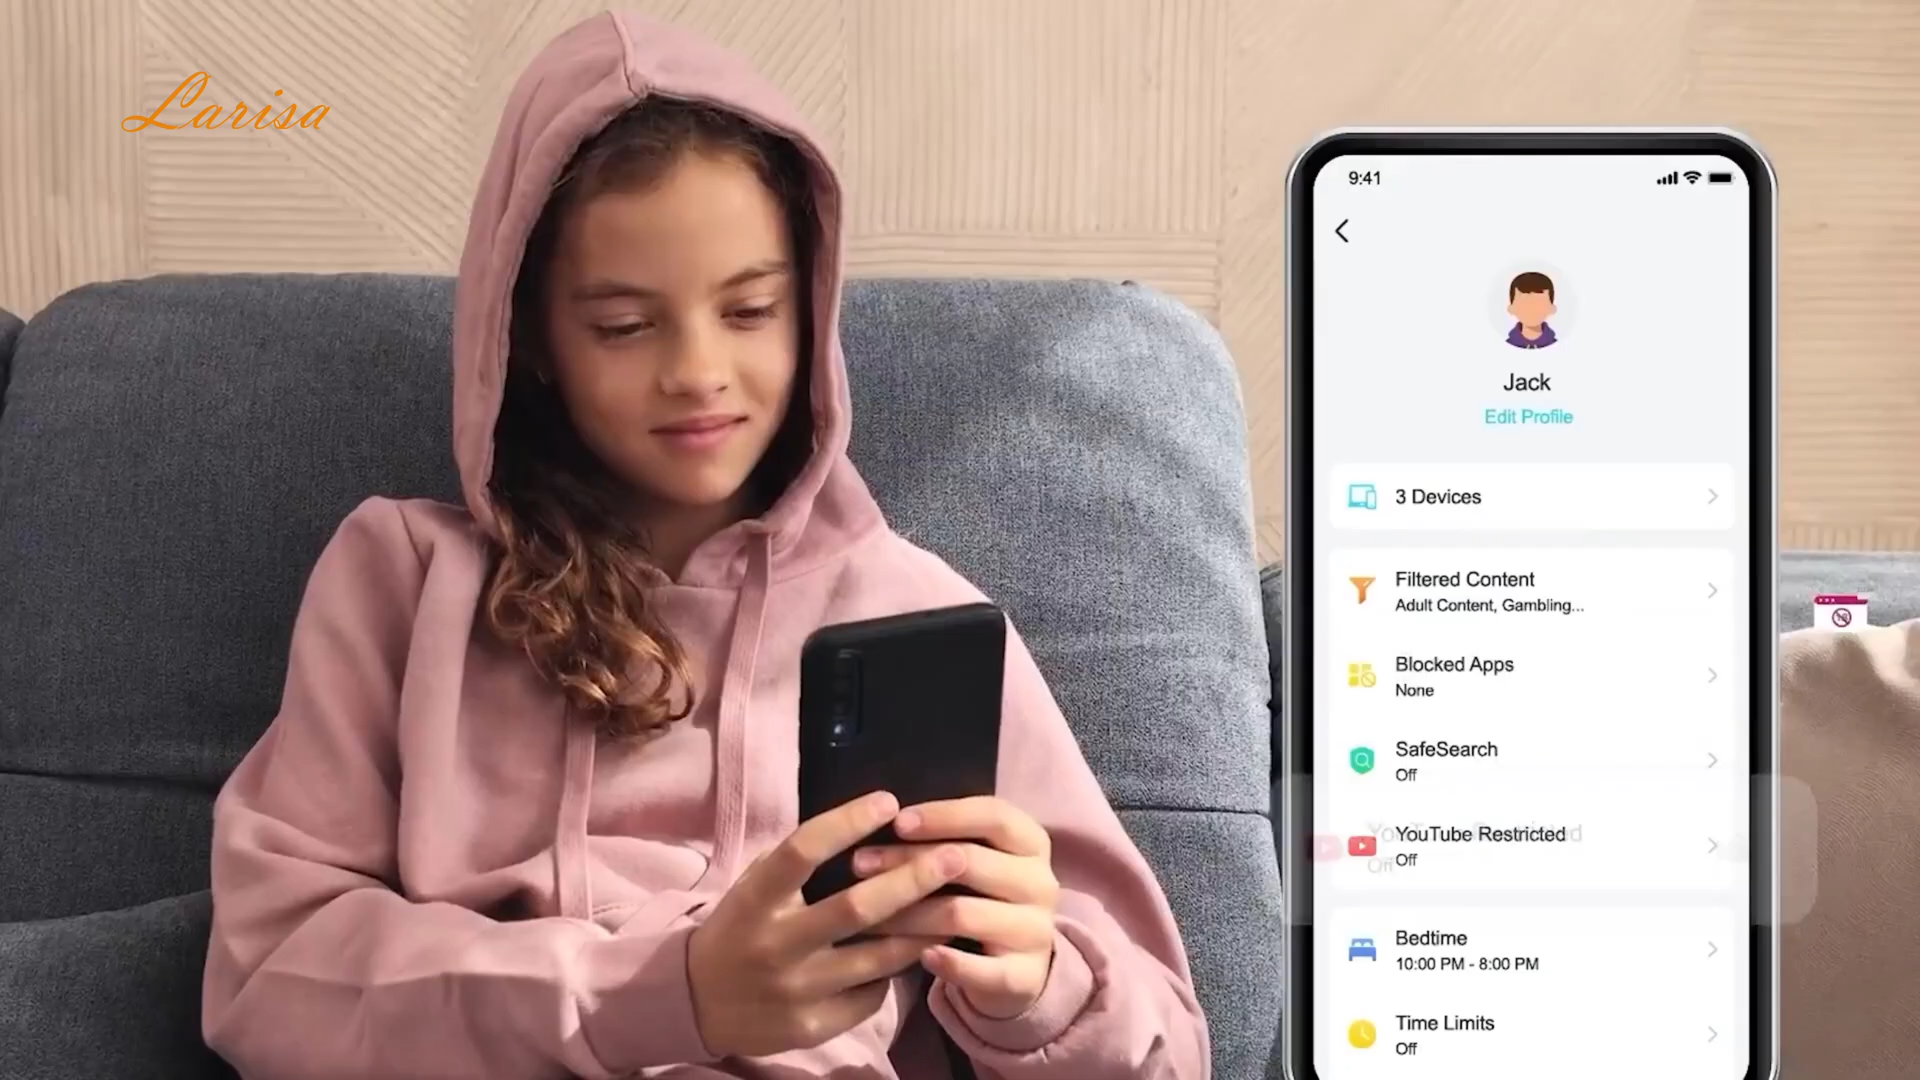 Larisa
9:41
Jack
Edit Profile
3 Devices
Filtered Content
Adult Content, Gambling...
Blocked Apps
None
SafeSearch
Off
YouTube Restricted
Off
Off
Bedtime
10:00 PM - 8:00 PM
Time Limits
Off